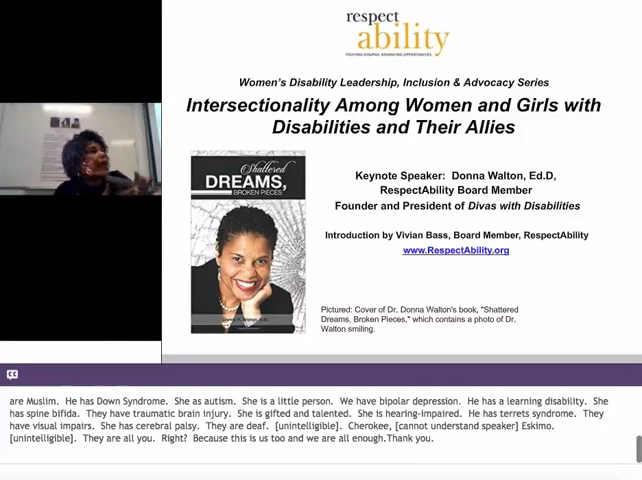 respect
ability
FIGHTING STIGMAS. ADVANCING OPPORTUNITIES.
Women's Disability Leadership, Inclusion & Advocacy Series
Intersectionality Among Women and Girls with
Disabilities and Their Allies
Shattered
DREAMS,
BROKEN PIECES
Keynote Speaker: Donna Walton, Ed.D,
RespectAbility Board Member
Founder and President of Divas with Disabilities
Introduction by Vivian Bass, Board Member, RespectAbility
www.RespectAbility.org
Pictured: Cover of Dr. Donna Walton's book, "Shattered
Dreams, Broken Pieces," which contains a photo of Dr.
Walton smiling.
are Muslim. He has Down Syndrome. She as autism. She is a little person. We have bipolar depression. He has a learning disability. She
has spine bifida. They have traumatic brain injury. She is gifted and talented. She is hearing-impaired. He has terrets syndrome. They
have visual impairs. She has cerebral palsy. They are deaf. [unintelligible]. Cherokee, [cannot understand speaker] Eskimo.
[unintelligible]. They are all you. Right? Because this is us too and we are all enough.Thank you.